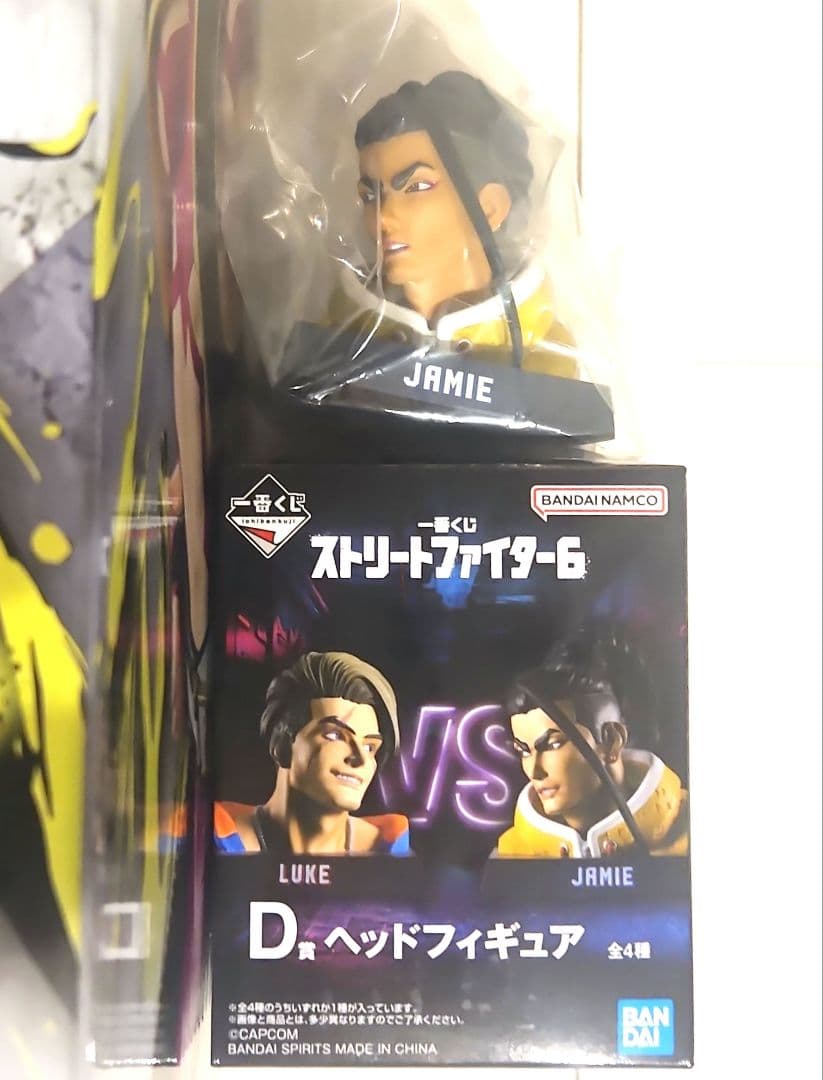 JAMIE
一番くじ
ichibankuji
BANDAI NAMCO
一番くじ
ストリートファイター6
VS
LUKE
JAMIE
D賞 ヘッドフィギュア 全4種
※全4種のうちいずれか1種が入っています。
※画像と商品とは、多少異なりますのでご了承ください。
©CAPCOM
BANDAI SPIRITS MADE IN CHINA
BAN
DAI